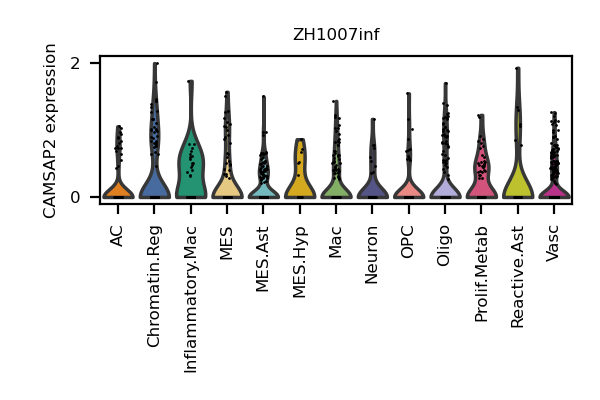 ZH1007inf
CAMSAP2 expression
2
0
AC
Chromatin.Reg
Inflammatory.Mac
MES
MES.Ast
MES.Hyp
Mac
Neuron
OPC
Oligo
Prolif.Metab
Reactive.Ast
Vasc